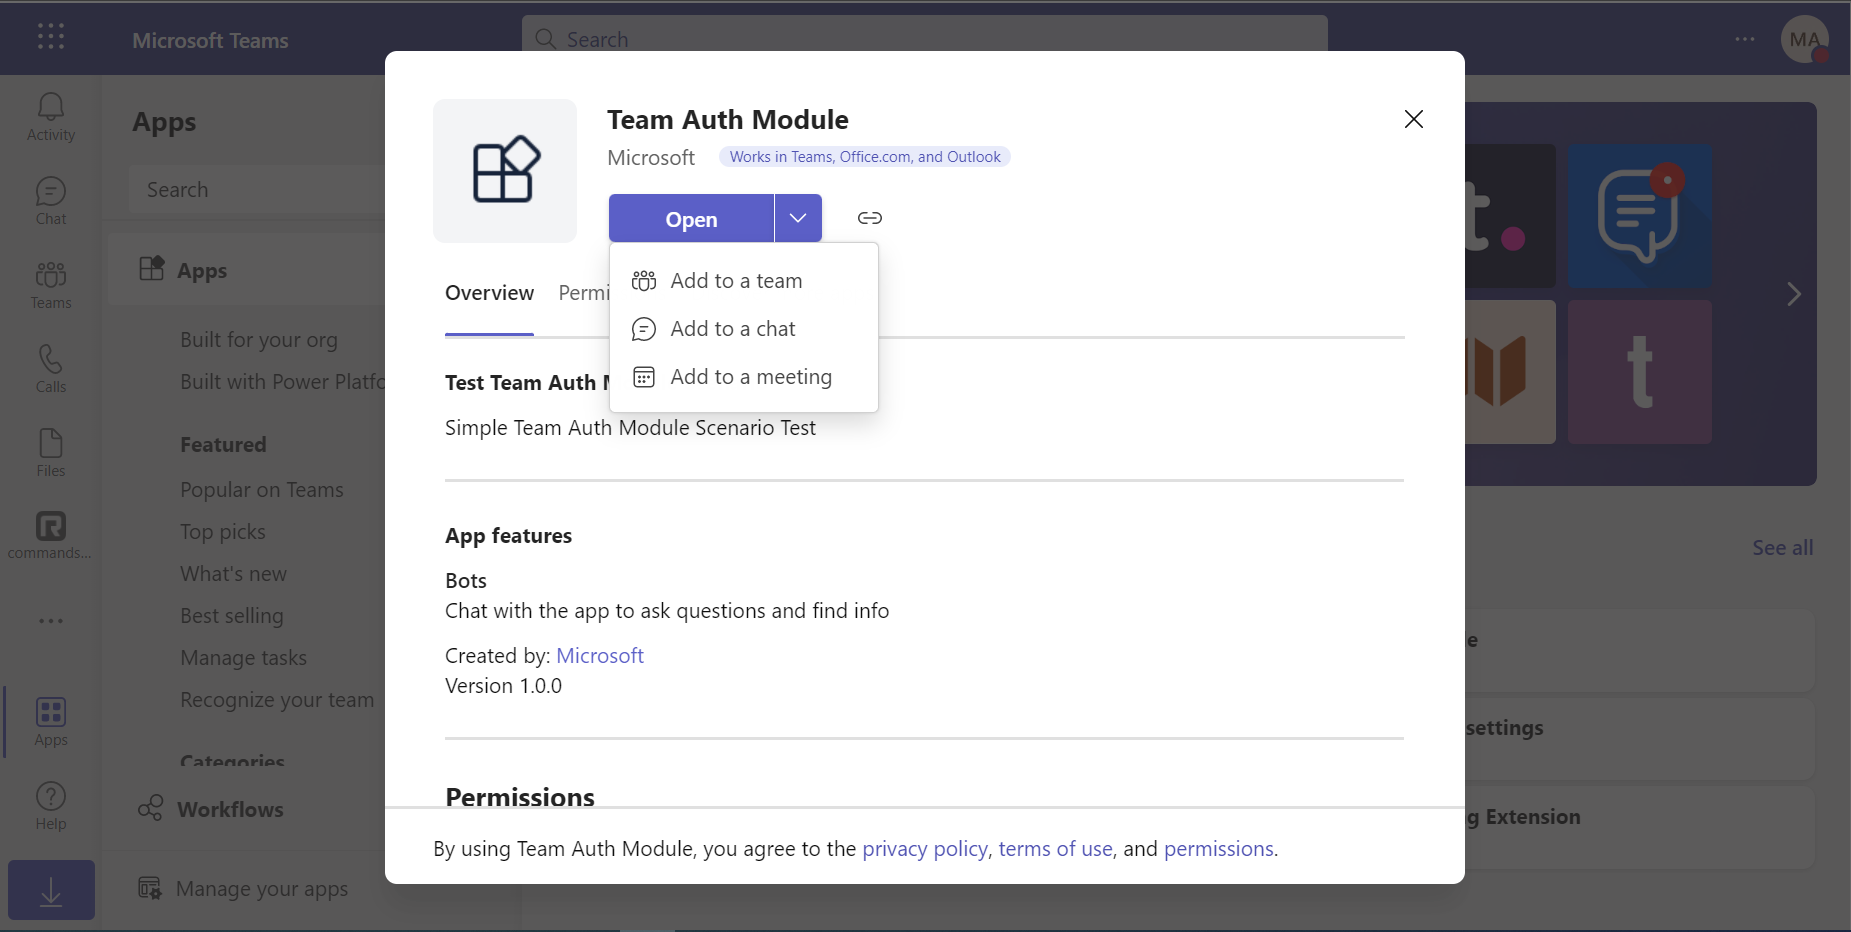 Microsoft Teams
Search
MA
Activity
Chat
Teams
Calls
Files
commands...
Apps
Help
Apps
Search
Apps
Built for your org
Built with Power Platfo
Featured
Popular on Teams
Top picks
What's new
Best selling
Manage tasks
Recognize your team
Categories
Workflows
Manage your apps
Team Auth Module
Microsoft
Works in Teams, Office.com, and Outlook
Open
Add to a team
Add to a chat
Add to a meeting
Overview
Permi
Test Team Auth M
Simple Team Auth Module Scenario Test
App features
Bots
Chat with the app to ask questions and find info
Created by: Microsoft
Version 1.0.0
Permissions
By using Team Auth Module, you agree to the privacy policy, terms of use, and permissions.
t.
t
See all
e
settings
g Extension